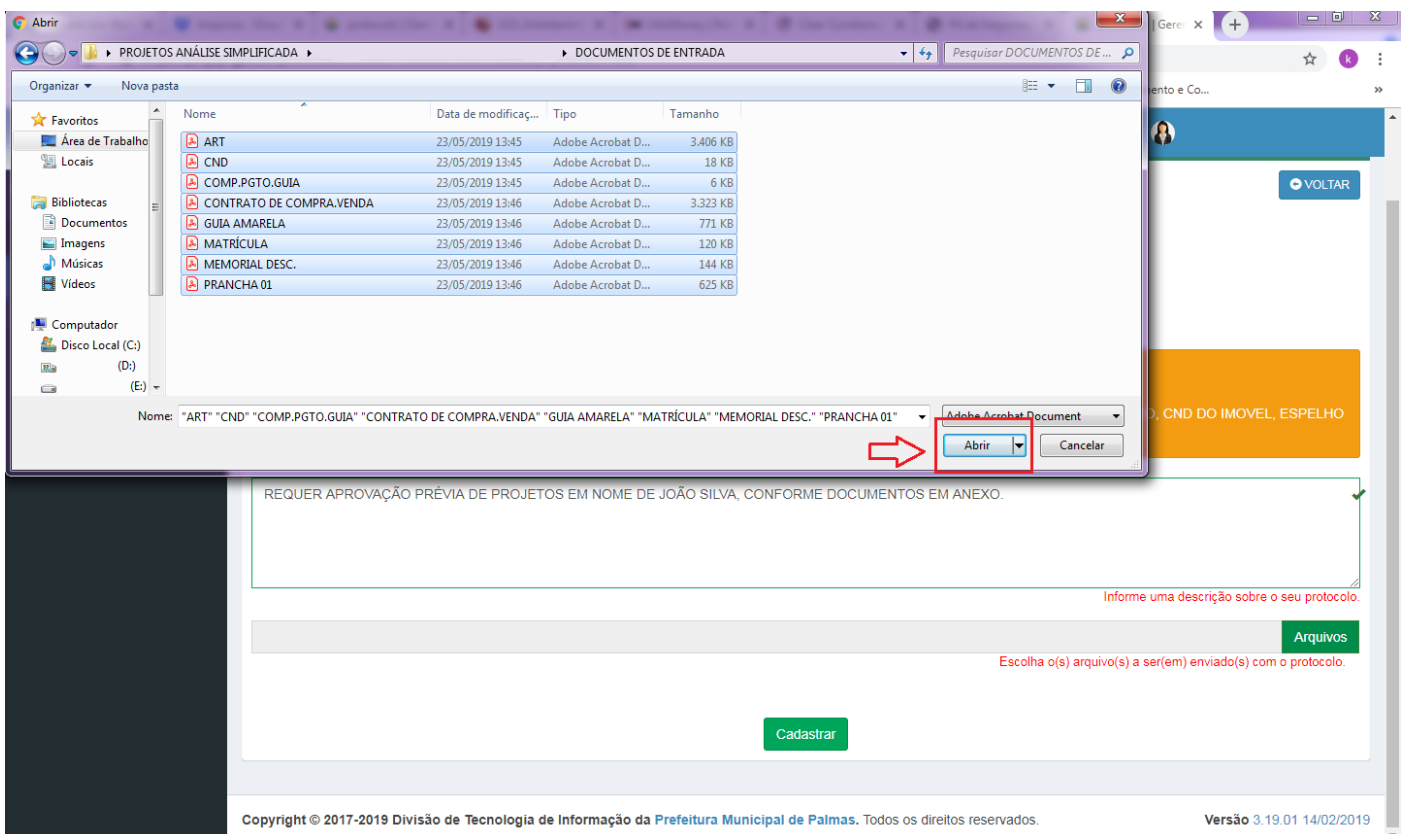 Abrir
| Gere
PROJETOS ANÁLISE SIMPLIFICADA
DOCUMENTOS DE ENTRADA
Pesquisar DOCUMENTOS DE ...
k
Organizar
Nova pasta
ento e Co...
»
Nome
Data de modificaç...
Tipo
Tamanho
Favoritos
Área de Trabalho
Locais
Bibliotecas
Documentos
Imagens
Músicas
Vídeos
Computador
Disco Local (C:)
(D:)
(E:)
ART 23/05/2019 13:45 Adobe Acrobat D... 3.406 KB
CND 23/05/2019 13:45 Adobe Acrobat D... 18 KB
COMP.PGTO.GUIA 23/05/2019 13:45 Adobe Acrobat D... 6 KB
CONTRATO DE COMPRA.VENDA 23/05/2019 13:46 Adobe Acrobat D... 3.323 KB
GUIA AMARELA 23/05/2019 13:46 Adobe Acrobat D... 771 KB
MATRÍCULA 23/05/2019 13:46 Adobe Acrobat D... 120 KB
MEMORIAL DESC. 23/05/2019 13:46 Adobe Acrobat D... 144 KB
PRANCHA 01 23/05/2019 13:46 Adobe Acrobat D... 625 KB
VOLTAR
Nome: "ART" "CND" "COMP.PGTO.GUIA" "CONTRATO DE COMPRA.VENDA" "GUIA AMARELA" "MATRÍCULA" "MEMORIAL DESC." "PRANCHA 01"
Adobe Acrobat Document
Abrir
Cancelar
, CND DO IMOVEL, ESPELHO
REQUER APROVAÇÃO PRÉVIA DE PROJETOS EM NOME DE JOÃO SILVA, CONFORME DOCUMENTOS EM ANEXO.
Informe uma descrição sobre o seu protocolo.
Arquivos
Escolha o(s) arquivo(s) a ser(em) enviado(s) com o protocolo.
Cadastrar
Copyright © 2017-2019 Divisão de Tecnologia de Informação da Prefeitura Municipal de Palmas. Todos os direitos reservados.
Versão 3.19.01 14/02/2019